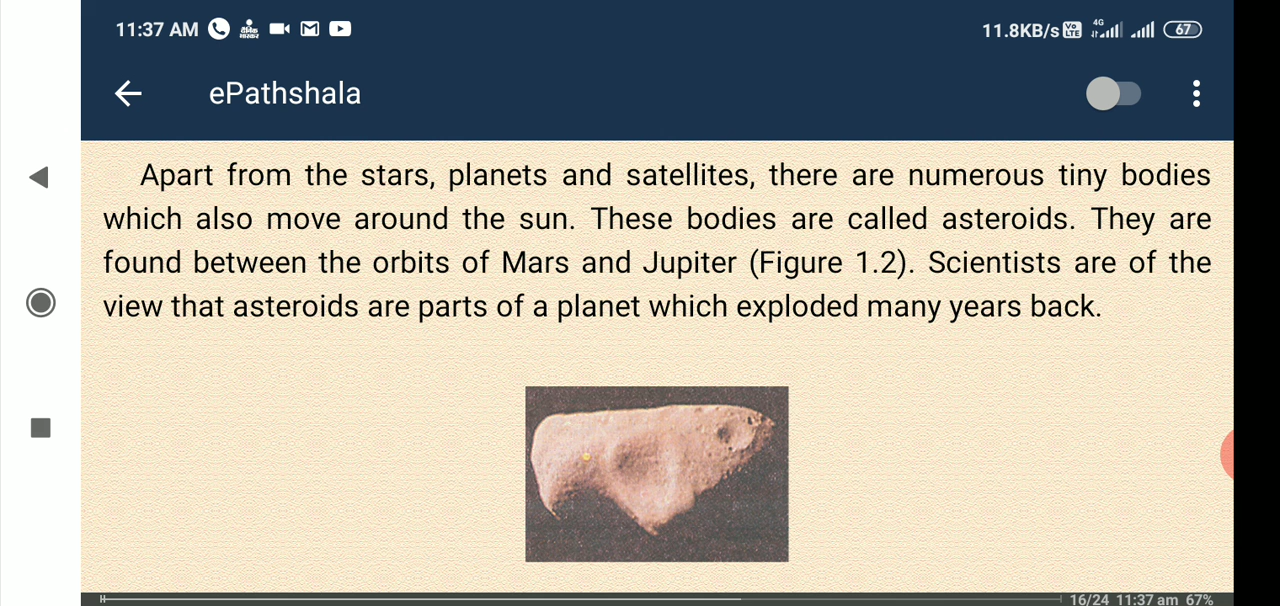 11:37 AM 11.8KB/s Vo LTE 4G 67
ePathshala
Apart from the stars, planets and satellites, there are numerous tiny bodies
which also move around the sun. These bodies are called asteroids. They are
found between the orbits of Mars and Jupiter (Figure 1.2). Scientists are of the
view that asteroids are parts of a planet which exploded many years back.
16/24 11:37 am 67%